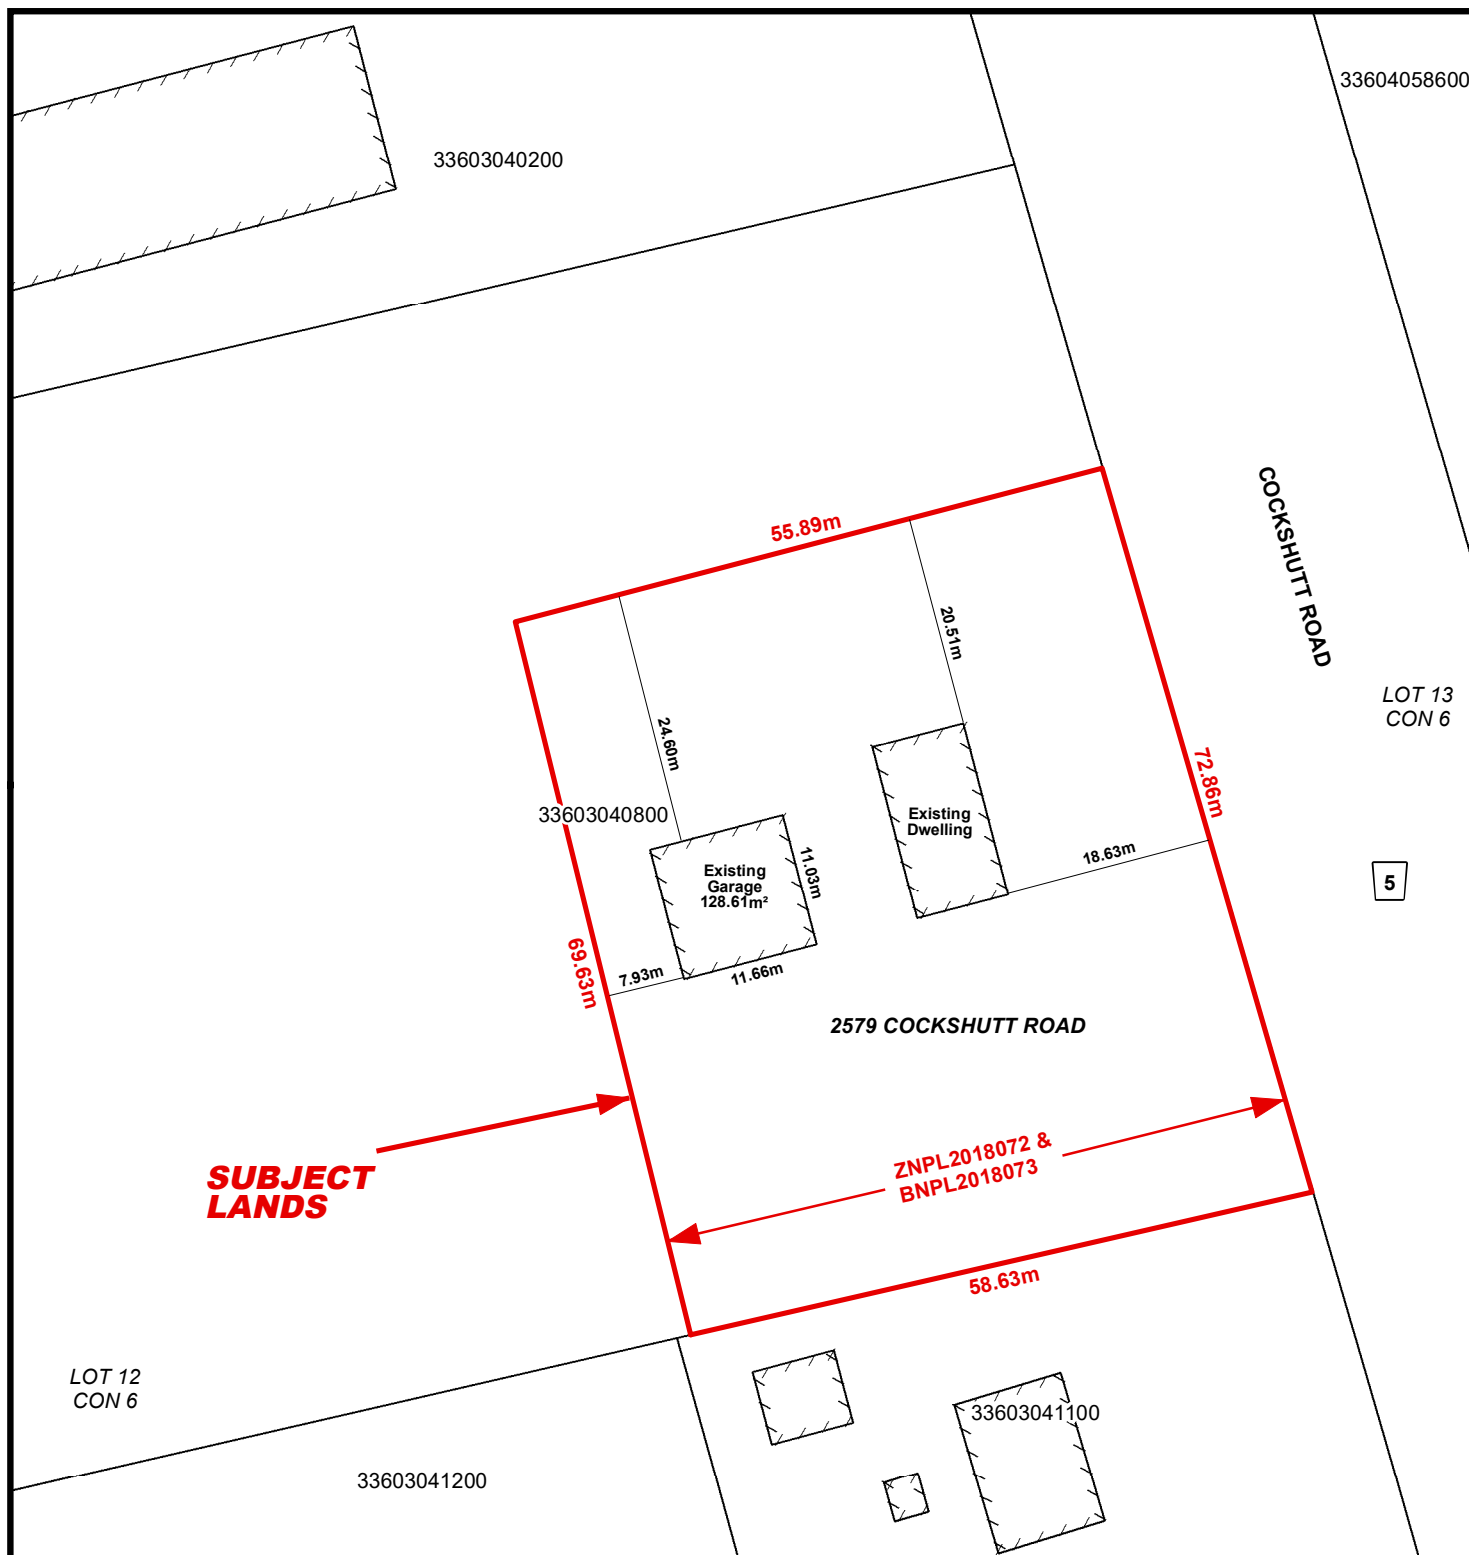 33604058600
33603040200
COCKSHUTT ROAD
55.89m
20.51m
LOT 13
CON 6
24.60m
72.86m
33603040800
Existing
Dwelling
18.63m
11.03m
Existing
Garage
128.61m²
5
69.63m
7.93m
11.66m
2579 COCKSHUTT ROAD
ZNPL2018072 &
BNPL2018073
SUBJECT
LANDS
58.63m
LOT 12
CON 6
33603041100
33603041200